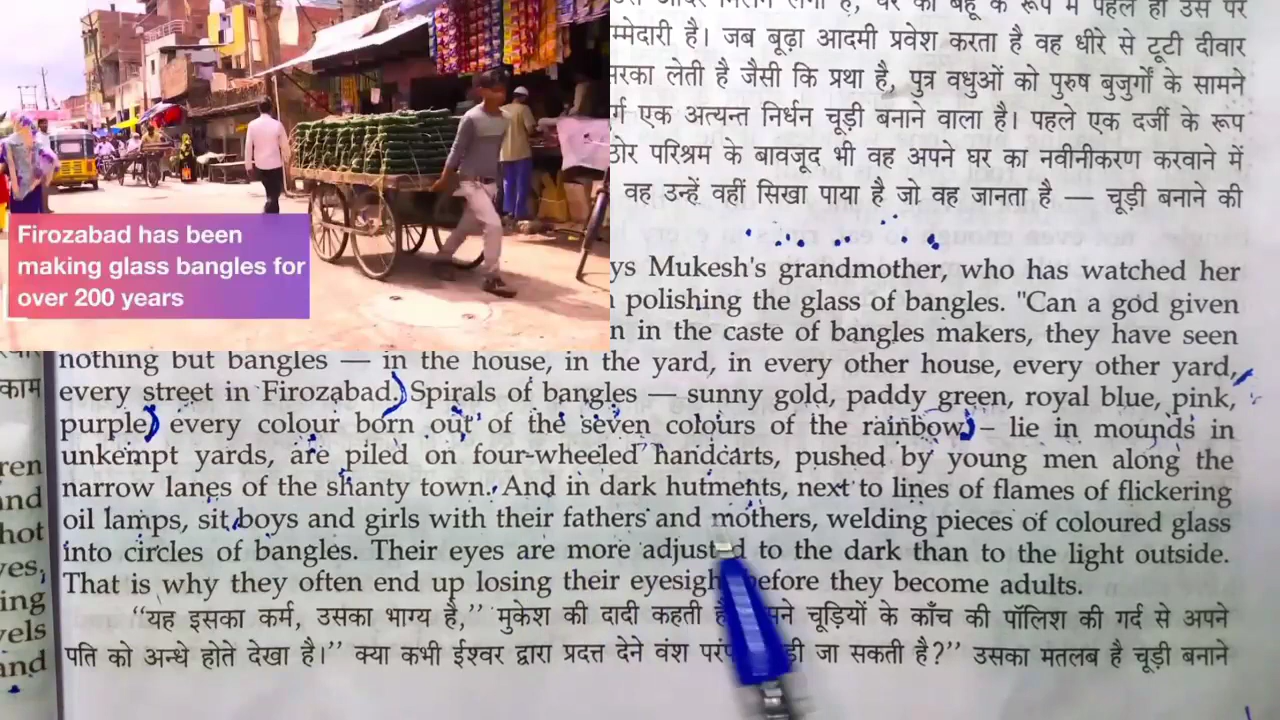 Firozabad has been
making glass bangles for
over 200 years
म्मेदारी है। जब बूढ़ा आदमी प्रवेश करता है वह धीरे से टूटी दीवार
सरका लेती है जैसी कि प्रथा है, पुत्र वधुओं को पुरुष बुजुर्गों के सामने
र्ग एक अत्यन्त निर्धन चूड़ी बनाने वाला है। पहले एक दर्जी के रूप
ठोर परिश्रम के बावजूद भी वह अपने घर का नवीनीकरण करवाने में
वह उन्हें वहीं सिखा पाया है जो वह जानता है — चूड़ी बनाने की
ys Mukesh's grandmother, who has watched her
polishing the glass of bangles. "Can a god given
n in the caste of bangles makers, they have seen
nothing but bangles — in the house, in the yard, in every other house, every other yard,
every street in Firozabad. Spirals of bangles — sunny gold, paddy green, royal blue, pink,
purple, every colour born out of the seven colours of the rainbow – lie in mounds in
unkempt yards, are piled on four-wheeled handcarts, pushed by young men along the
narrow lanes of the shanty town. And in dark hutments, next to lines of flames of flickering
oil lamps, sit boys and girls with their fathers and mothers, welding pieces of coloured glass
into circles of bangles. Their eyes are more adjusted to the dark than to the light outside.
That is why they often end up losing their eyesight before they become adults.
"यह इसका कर्म, उसका भाग्य है," मुकेश की दादी कहती है चूड़ियों के काँच की पॉलिश की गर्द से अपने
पति को अन्धे होते देखा है।" क्या कभी ईश्वर द्वारा प्रदत्त देने वंश जा सकती है?" उसका मतलब है चूड़ी बनाने
काम
ren
and
hot
yes,
ing
vels
and